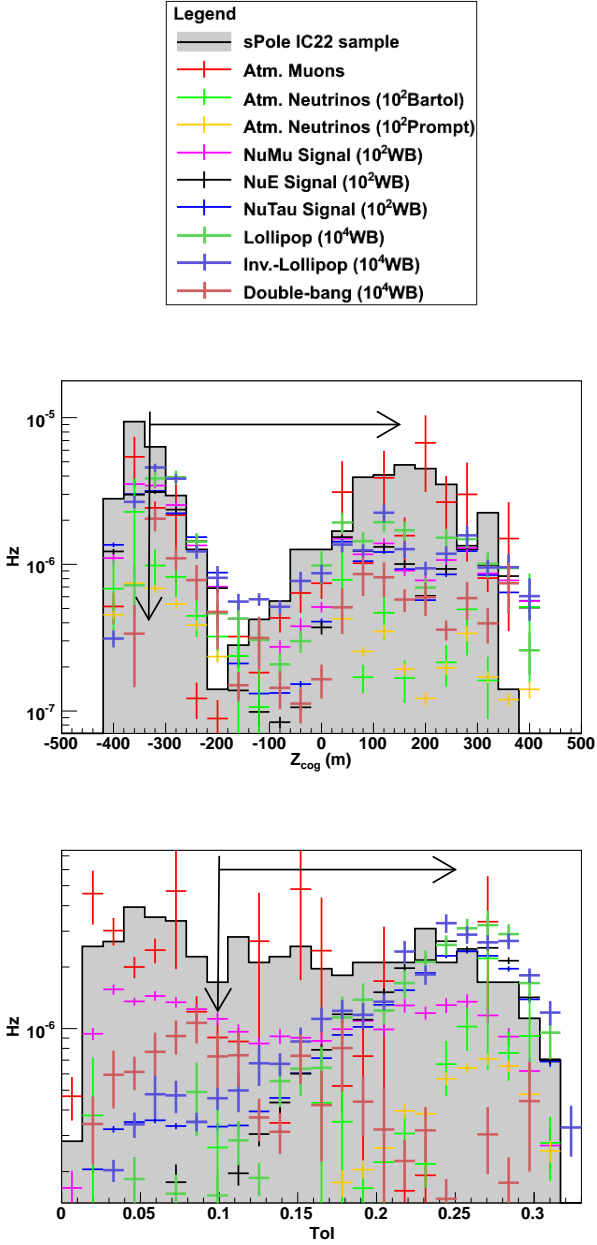 Legend
sPole IC22 sample
Atm. Muons
Atm. Neutrinos (10²Bartol)
Atm. Neutrinos (10²Prompt)
NuMu Signal (10²WB)
NuE Signal (10²WB)
NuTau Signal (10²WB)
Lollipop (10⁴WB)
Inv.-Lollipop (10⁴WB)
Double-bang (10⁴WB)
10⁻⁵
Hz
10⁻⁶
10⁻⁷
-500 -400 -300 -200 -100 0 100 200 300 400 500
Z_cog (m)
Hz
10⁻⁶
0 0.05 0.1 0.15 0.2 0.25 0.3
ToI